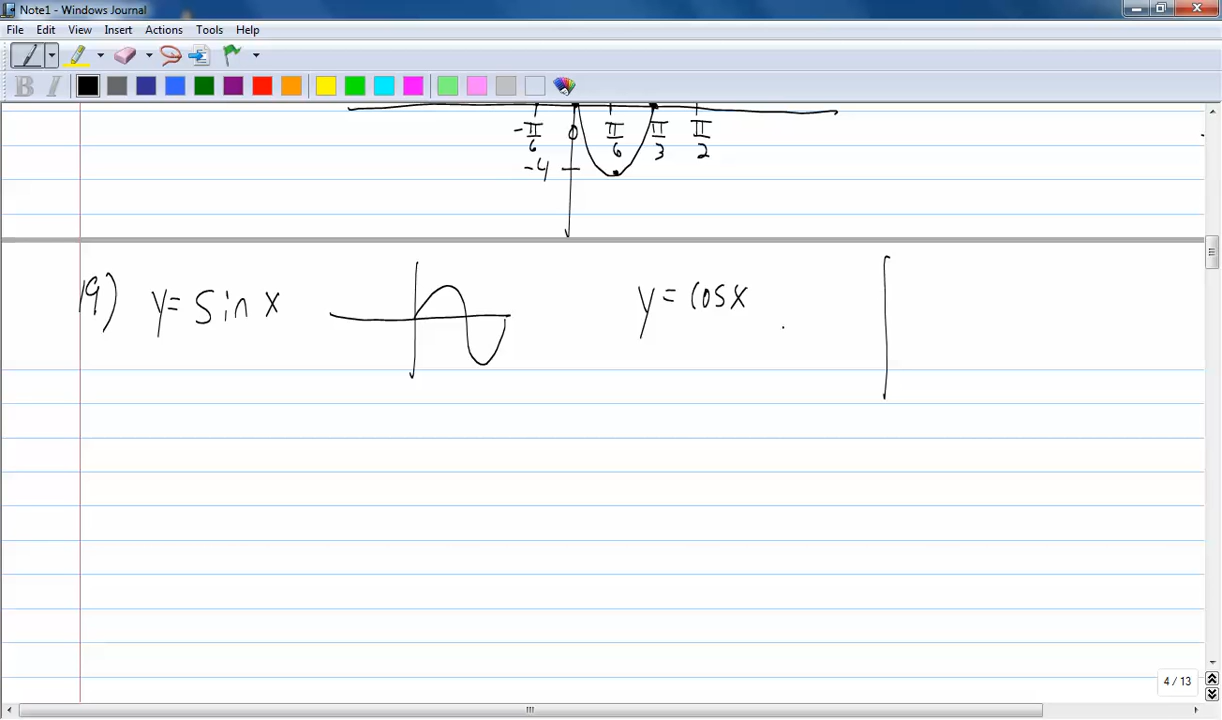 Note1 - Windows Journal
File Edit View Insert Actions Tools Help
B I
-π/6 0 π/6 π/3 π/2
-4
19) y = sin x y = cosx
4 / 13